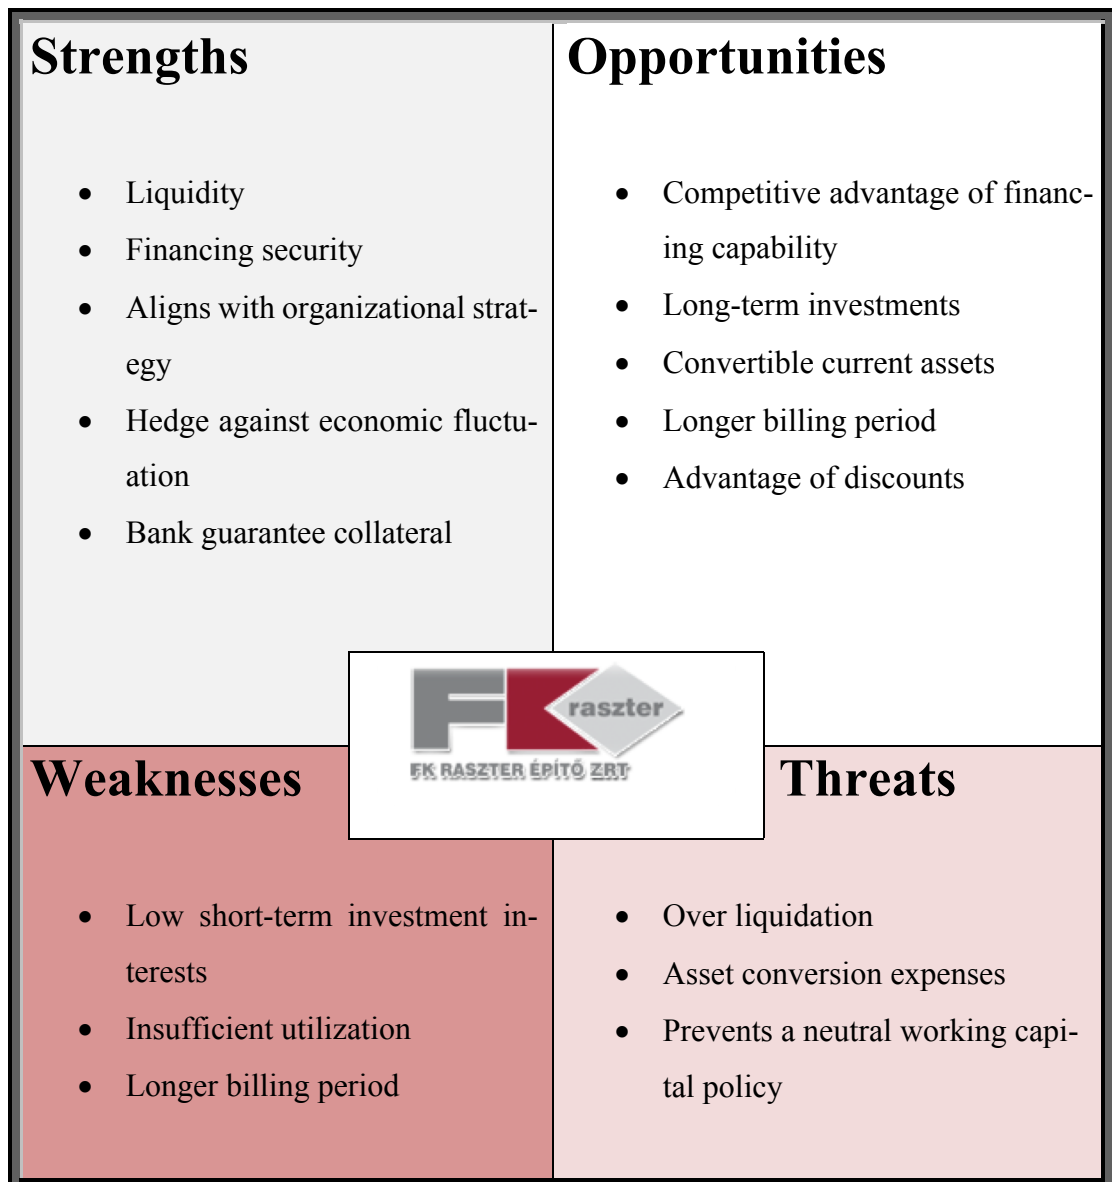 Strengths
• Liquidity
• Financing security
• Aligns with organizational strat-
egy
• Hedge against economic fluctu-
ation
• Bank guarantee collateral
Opportunities
• Competitive advantage of financ-
ing capability
• Long-term investments
• Convertible current assets
• Longer billing period
• Advantage of discounts
raszter
FK RASZTER ÉPÍTŐ ZRT
Weaknesses
• Low short-term investment in-
terests
• Insufficient utilization
• Longer billing period
Threats
• Over liquidation
• Asset conversion expenses
• Prevents a neutral working capi-
tal policy